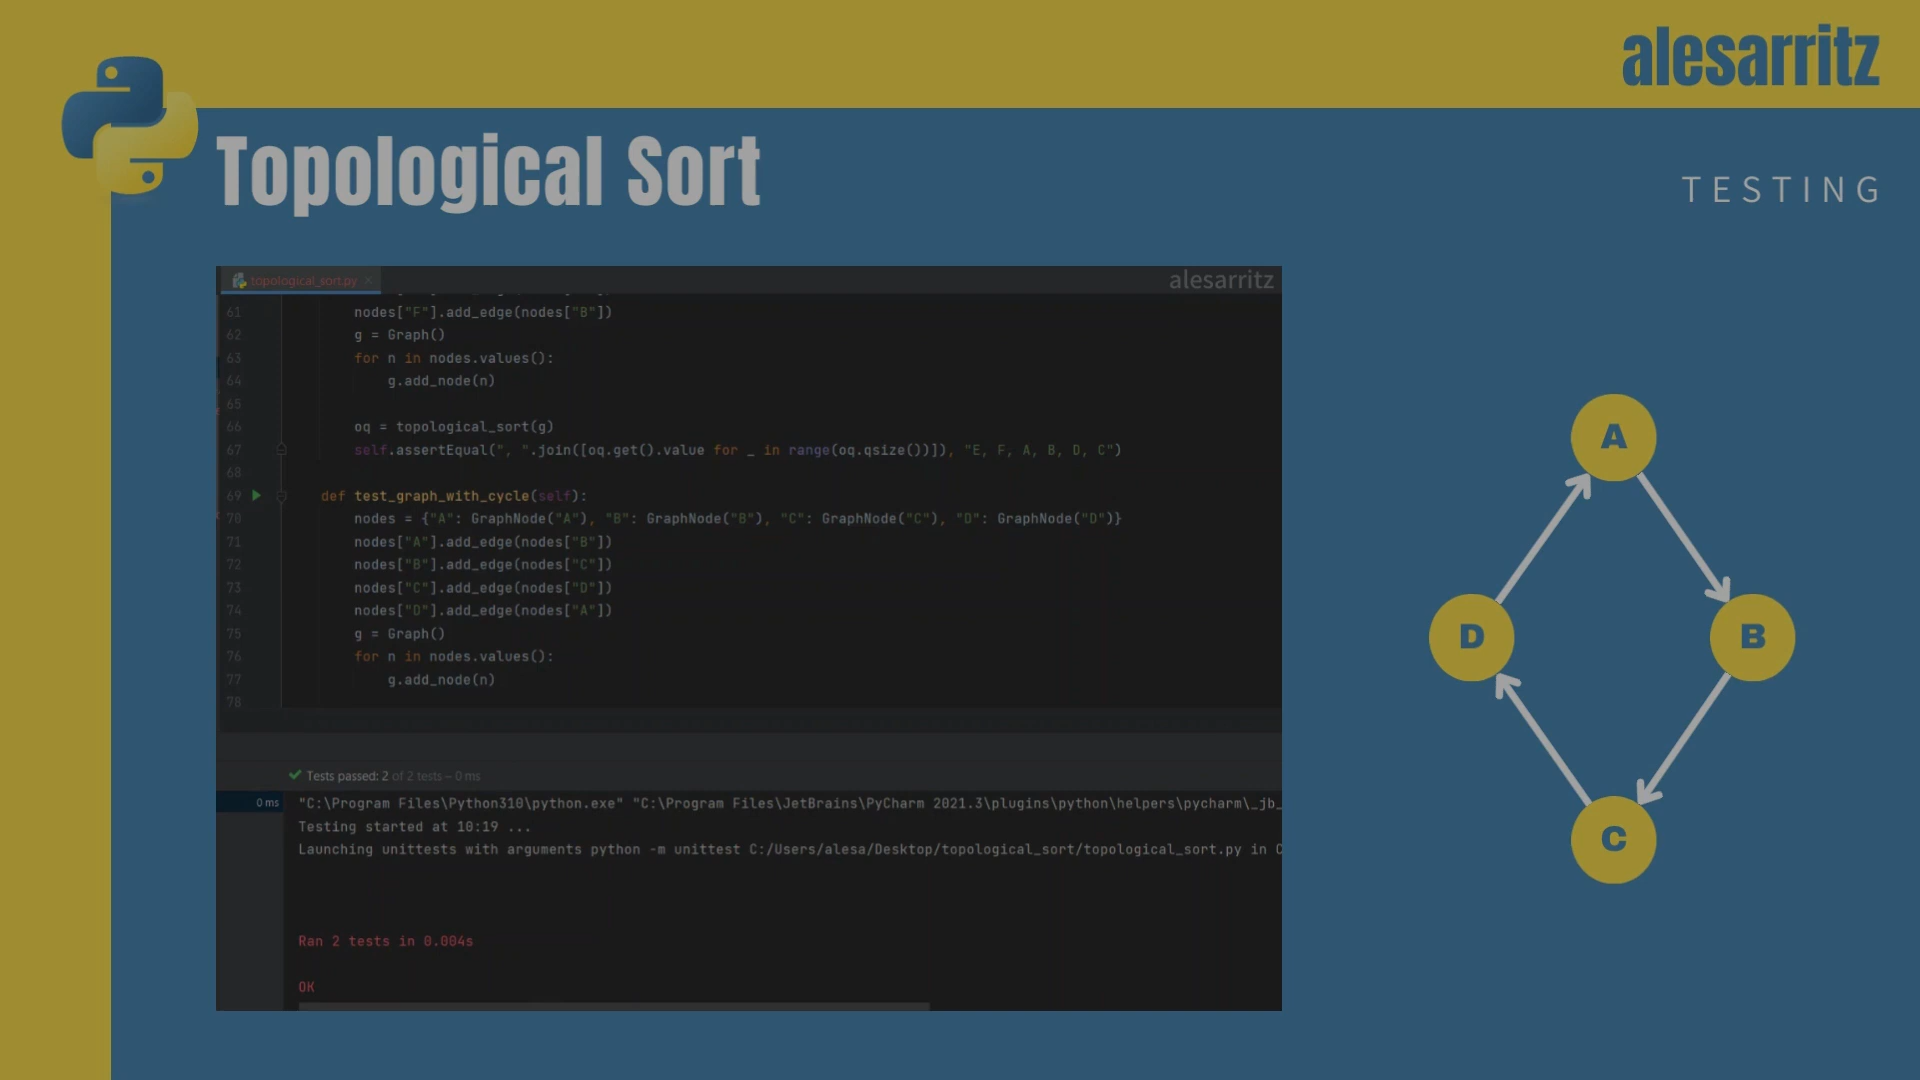 alesarritz
Topological Sort
TESTING
topological_sort.py
alesarritz
61 nodes["F"].add_edge(nodes["B"])
62 g = Graph()
63 for n in nodes.values():
64 g.add_node(n)
65
66 oq = topological_sort(g)
67 self.assertEqual(", ".join([oq.get().value for _ in range(oq.qsize())]), "E, F, A, B, D, C")
68
69 def test_graph_with_cycle(self):
70 nodes = {"A": GraphNode("A"), "B": GraphNode("B"), "C": GraphNode("C"), "D": GraphNode("D")}
71 nodes["A"].add_edge(nodes["B"])
72 nodes["B"].add_edge(nodes["C"])
73 nodes["C"].add_edge(nodes["D"])
74 nodes["D"].add_edge(nodes["A"])
75 g = Graph()
76 for n in nodes.values():
77 g.add_node(n)
78
Tests passed: 2 of 2 tests – 0 ms
0 ms
"C:\Program Files\Python310\python.exe" "C:\Program Files\JetBrains\PyCharm 2021.3\plugins\python\helpers\pycharm\_jb_
Testing started at 10:19 ...
Launching unittests with arguments python -m unittest C:/Users/alesa/Desktop/topological_sort/topological_sort.py in C
Ran 2 tests in 0.004s
OK
A
D
B
C